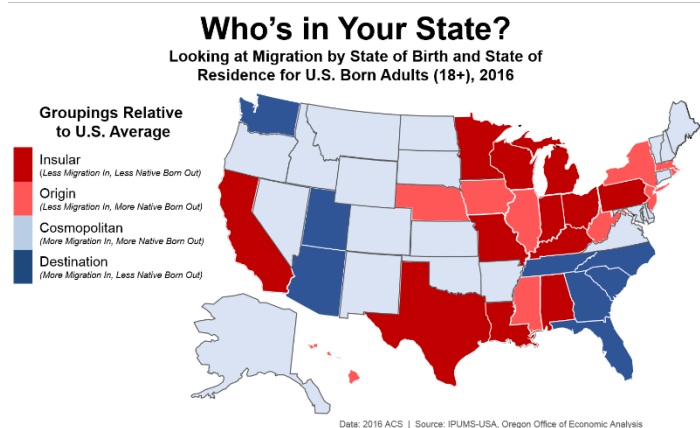 Who's in Your State?
Looking at Migration by State of Birth and State of
Residence for U.S. Born Adults (18+), 2016
Groupings Relative
to U.S. Average
Insular
(Less Migration In, Less Native Born Out)
Origin
(Less Migration In, More Native Born Out)
Cosmopolitan
(More Migration In, More Native Born Out)
Destination
(More Migration In, Less Native Born Out)
Data: 2016 ACS | Source: IPUMS-USA, Oregon Office of Economic Analysis